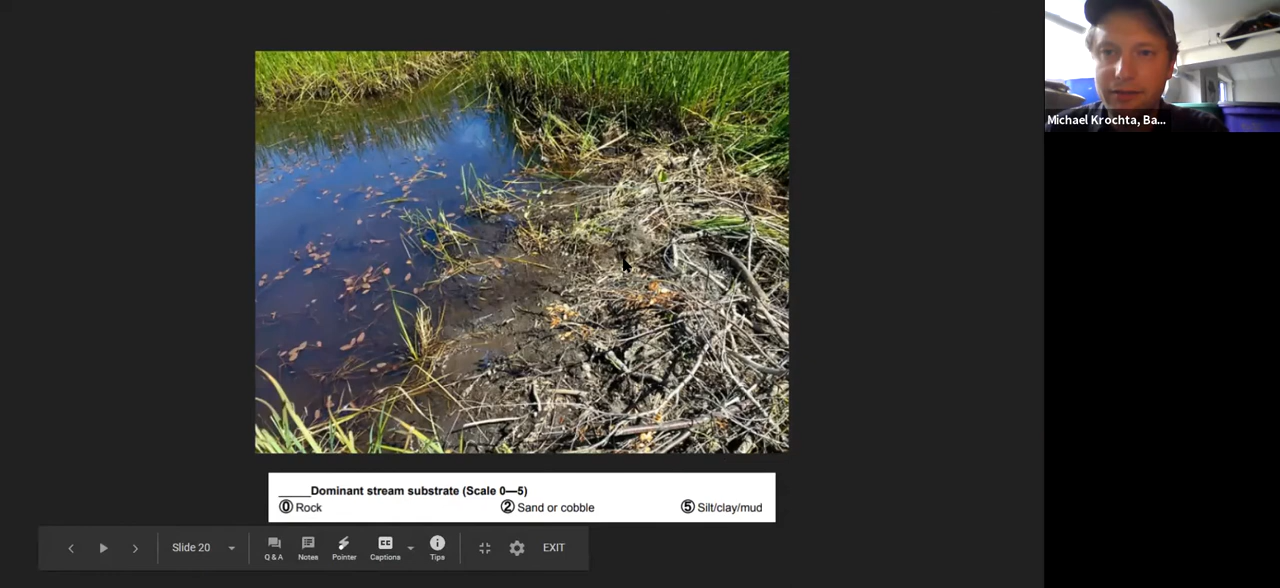 Michael Krochta, Ba...
_____Dominant stream substrate (Scale 0—5)
⓪ Rock ② Sand or cobble ⑤ Silt/clay/mud
Slide 20 Q & A Notes Pointer Captions Tips EXIT